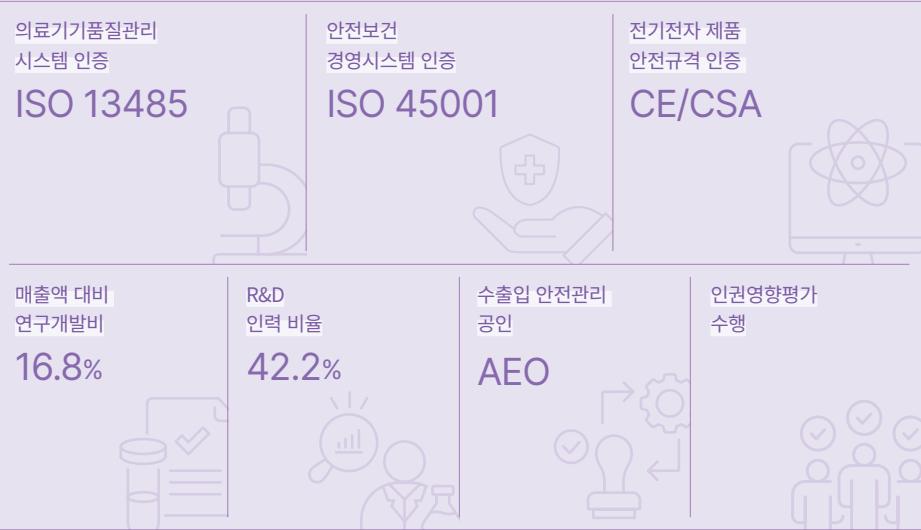 의료기기품질관리
시스템 인증
ISO 13485
안전보건
경영시스템 인증
ISO 45001
전기전자 제품
안전규격 인증
CE/CSA
매출액 대비
연구개발비
16.8%
R&D
인력 비율
42.2%
수출입 안전관리
공인
AEO
인권영향평가
수행